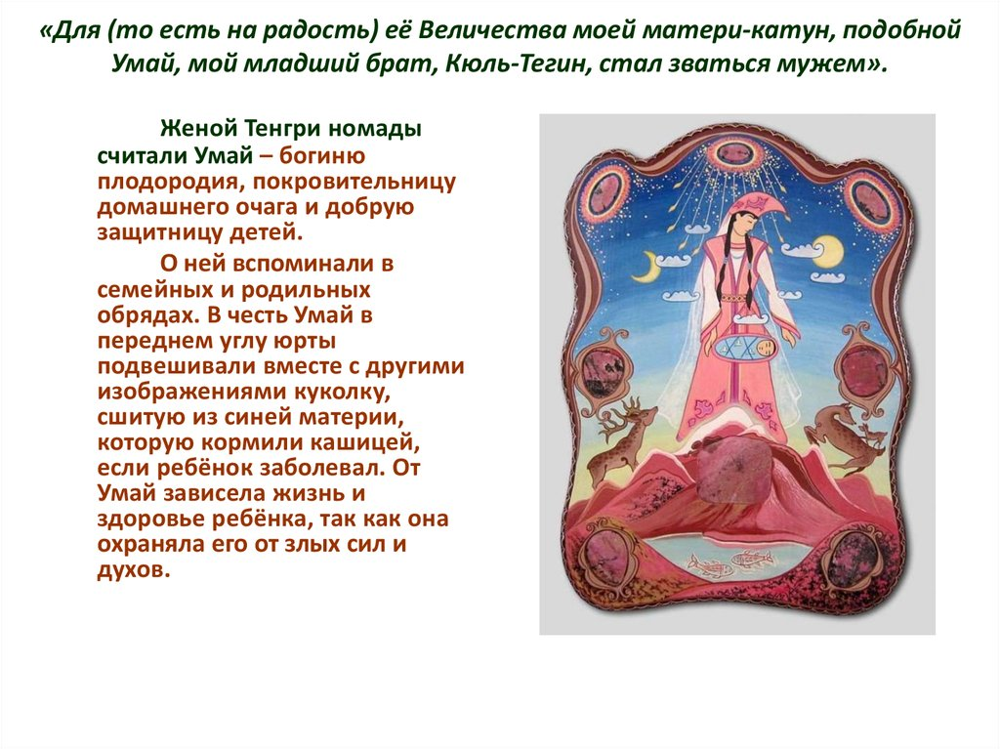 «Для (то есть на радость) её Величества моей матери-катун, подобной
Умай, мой младший брат, Кюль-Тегин, стал зваться мужем».
Женой Тенгри номады
считали Умай – богиню
плодородия, покровительницу
домашнего очага и добрую
защитницу детей.
О ней вспоминали в
семейных и родильных
обрядах. В честь Умай в
переднем углу юрты
подвешивали вместе с другими
изображениями куколку,
сшитую из синей материи,
которую кормили кашицей,
если ребёнок заболевал. От
Умай зависела жизнь и
здоровье ребёнка, так как она
охраняла его от злых сил и
духов.